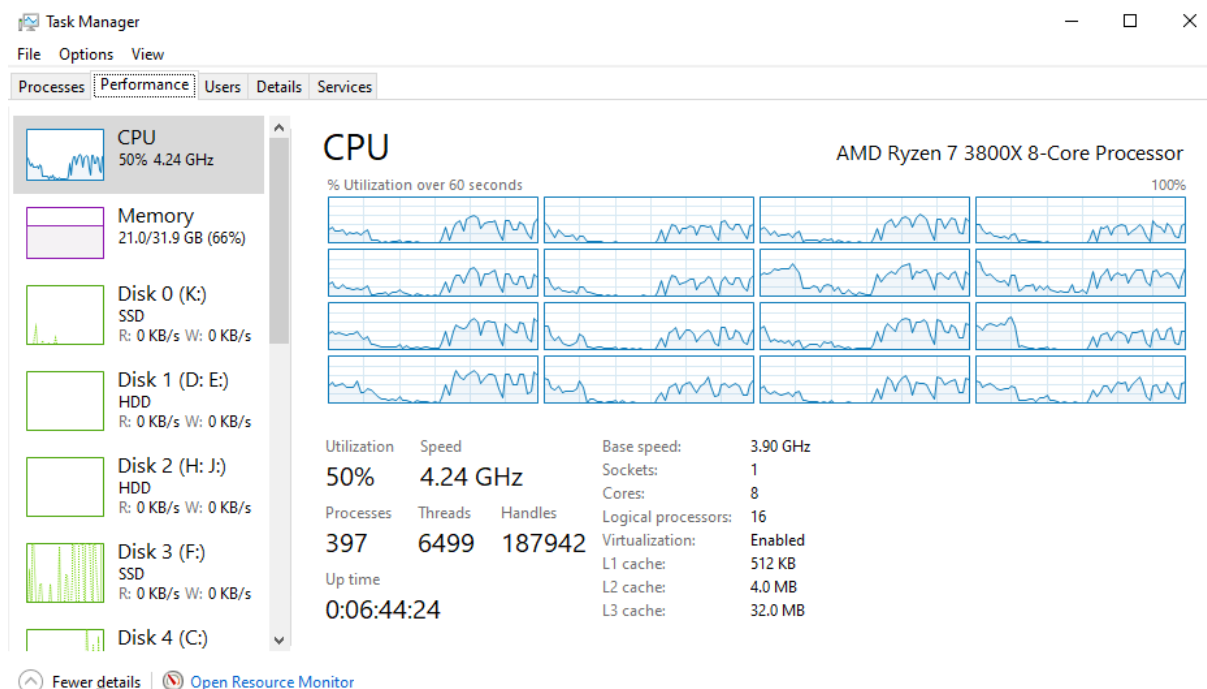 Task Manager
File Options View
Processes Performance Users Details Services
CPU
50% 4.24 GHz
Memory
21.0/31.9 GB (66%)
Disk 0 (K:)
SSD
R: 0 KB/s W: 0 KB/s
Disk 1 (D: E:)
HDD
R: 0 KB/s W: 0 KB/s
Disk 2 (H: J:)
HDD
R: 0 KB/s W: 0 KB/s
Disk 3 (F:)
SSD
R: 0 KB/s W: 0 KB/s
Disk 4 (C:)
CPU
AMD Ryzen 7 3800X 8-Core Processor
% Utilization over 60 seconds 100%
Utilization Speed
50% 4.24 GHz
Processes Threads Handles
397 6499 187942
Up time
0:06:44:24
Base speed: 3.90 GHz
Sockets: 1
Cores: 8
Logical processors: 16
Virtualization: Enabled
L1 cache: 512 KB
L2 cache: 4.0 MB
L3 cache: 32.0 MB
Fewer details Open Resource Monitor